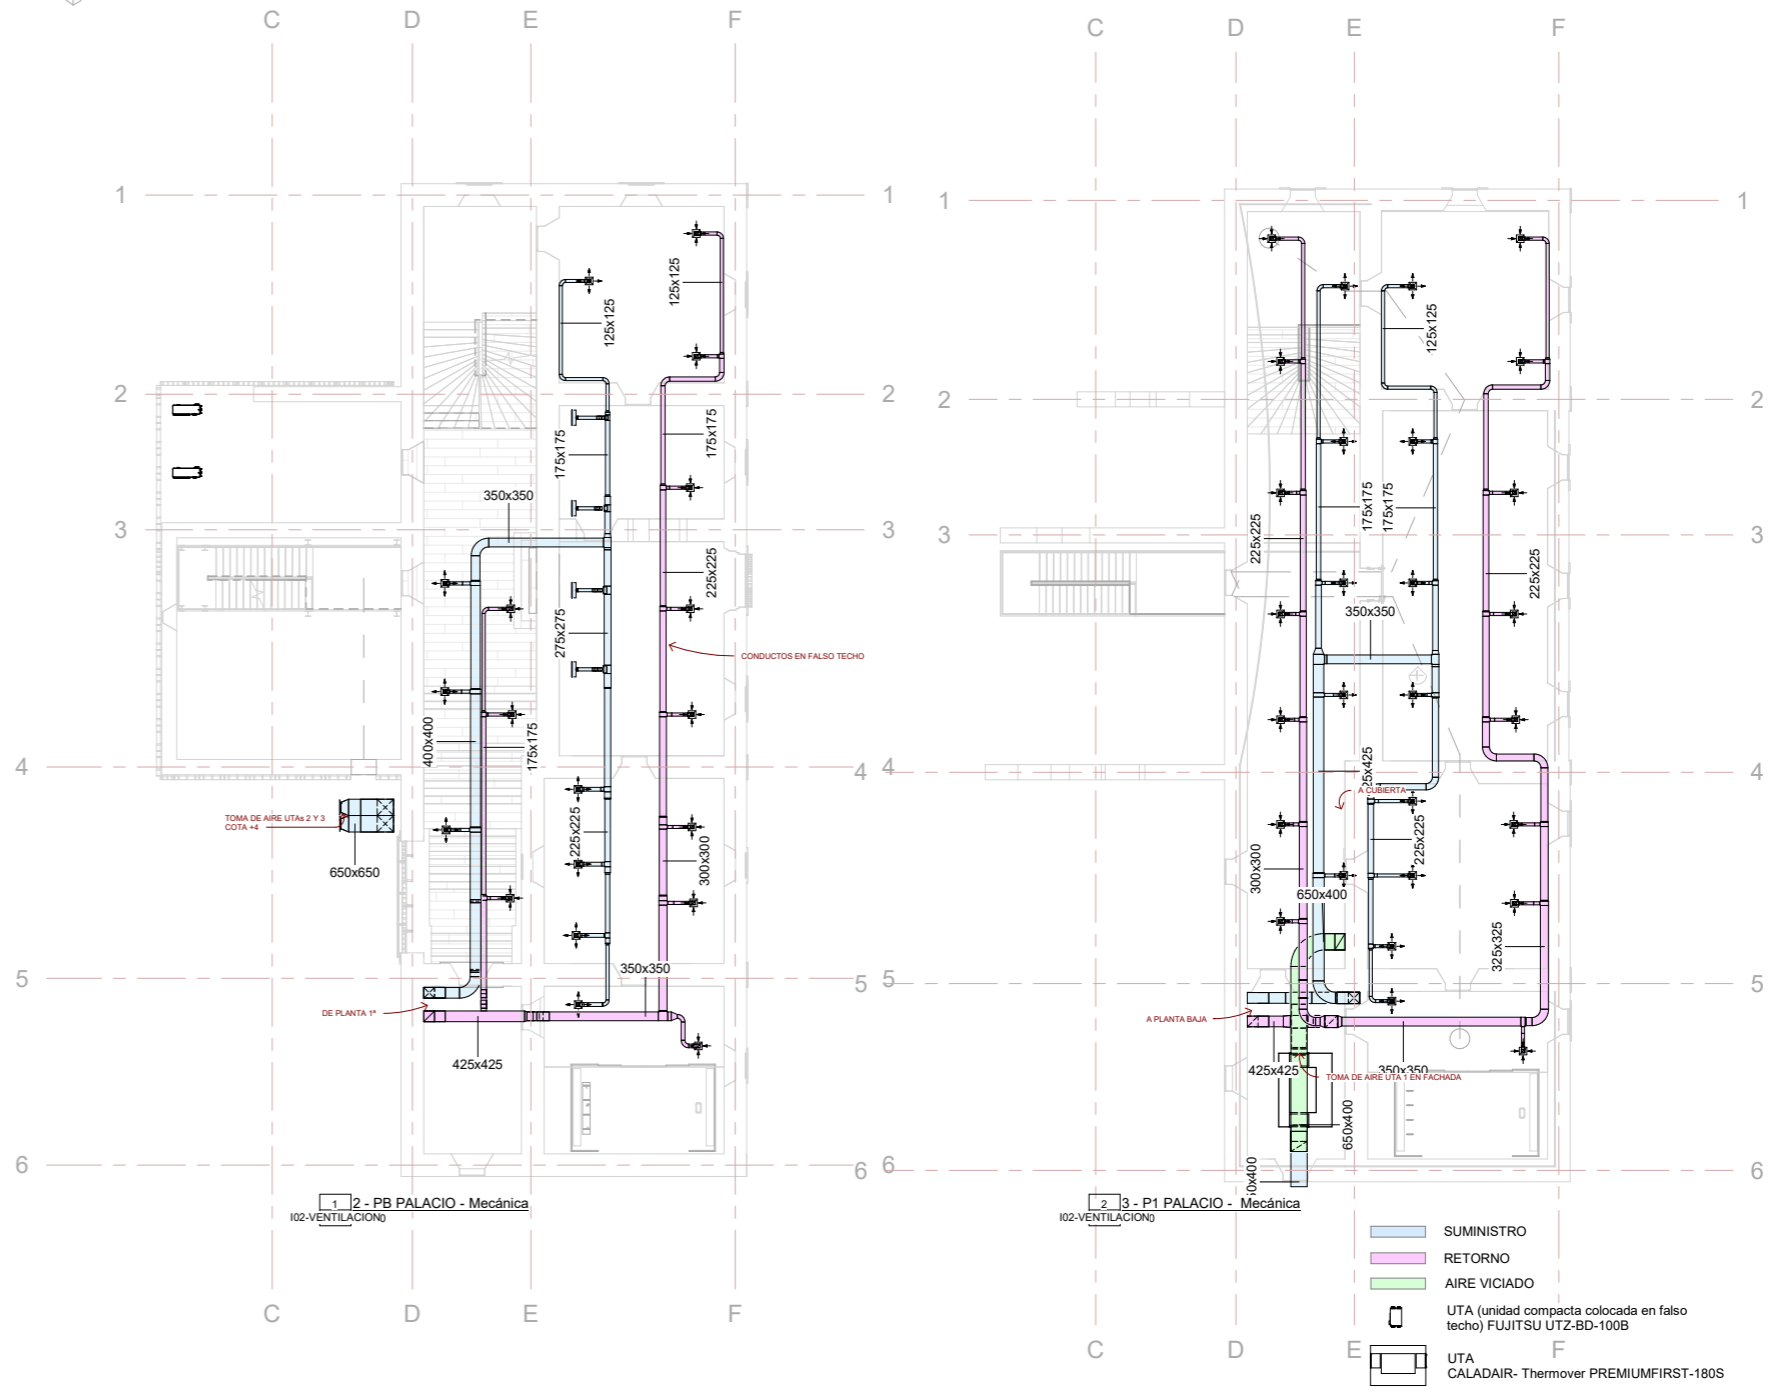 C D E F
C D E F
1 1 1 1
125x125
125x125
125x125
2 2 2 2
175x175
175x175
175x175
175x175
350x350
3 3 3 3
225x225
225x225
225x225
275x275
350x350
CONDUCTOS EN FALSO TECHO
400x400
175x175
4 4 4 4
A CUBIERTA
TOMA DE AIRE UTAs 2 Y 3
COTA +4
650x650
225x225
300x300
300x300
225x225
650x400
325x325
5 5 5 5
350x350
DE PLANTA 1ª
A PLANTA BAJA
425x425
425x425
350x350
TOMA DE AIRE UTA 1 EN FACHADA
650x400
6 6 6 6
1 2 - PB PALACIO - Mecánica
I02-VENTILACION0
2 3 - P1 PALACIO - Mecánica
I02-VENTILACION0
SUMINISTRO
RETORNO
AIRE VICIADO
UTA (unidad compacta colocada en falso
techo) FUJITSU UTZ-BD-100B
UTA
CALADAIR- Thermover PREMIUMFIRST-180S
C D E F
C D E F